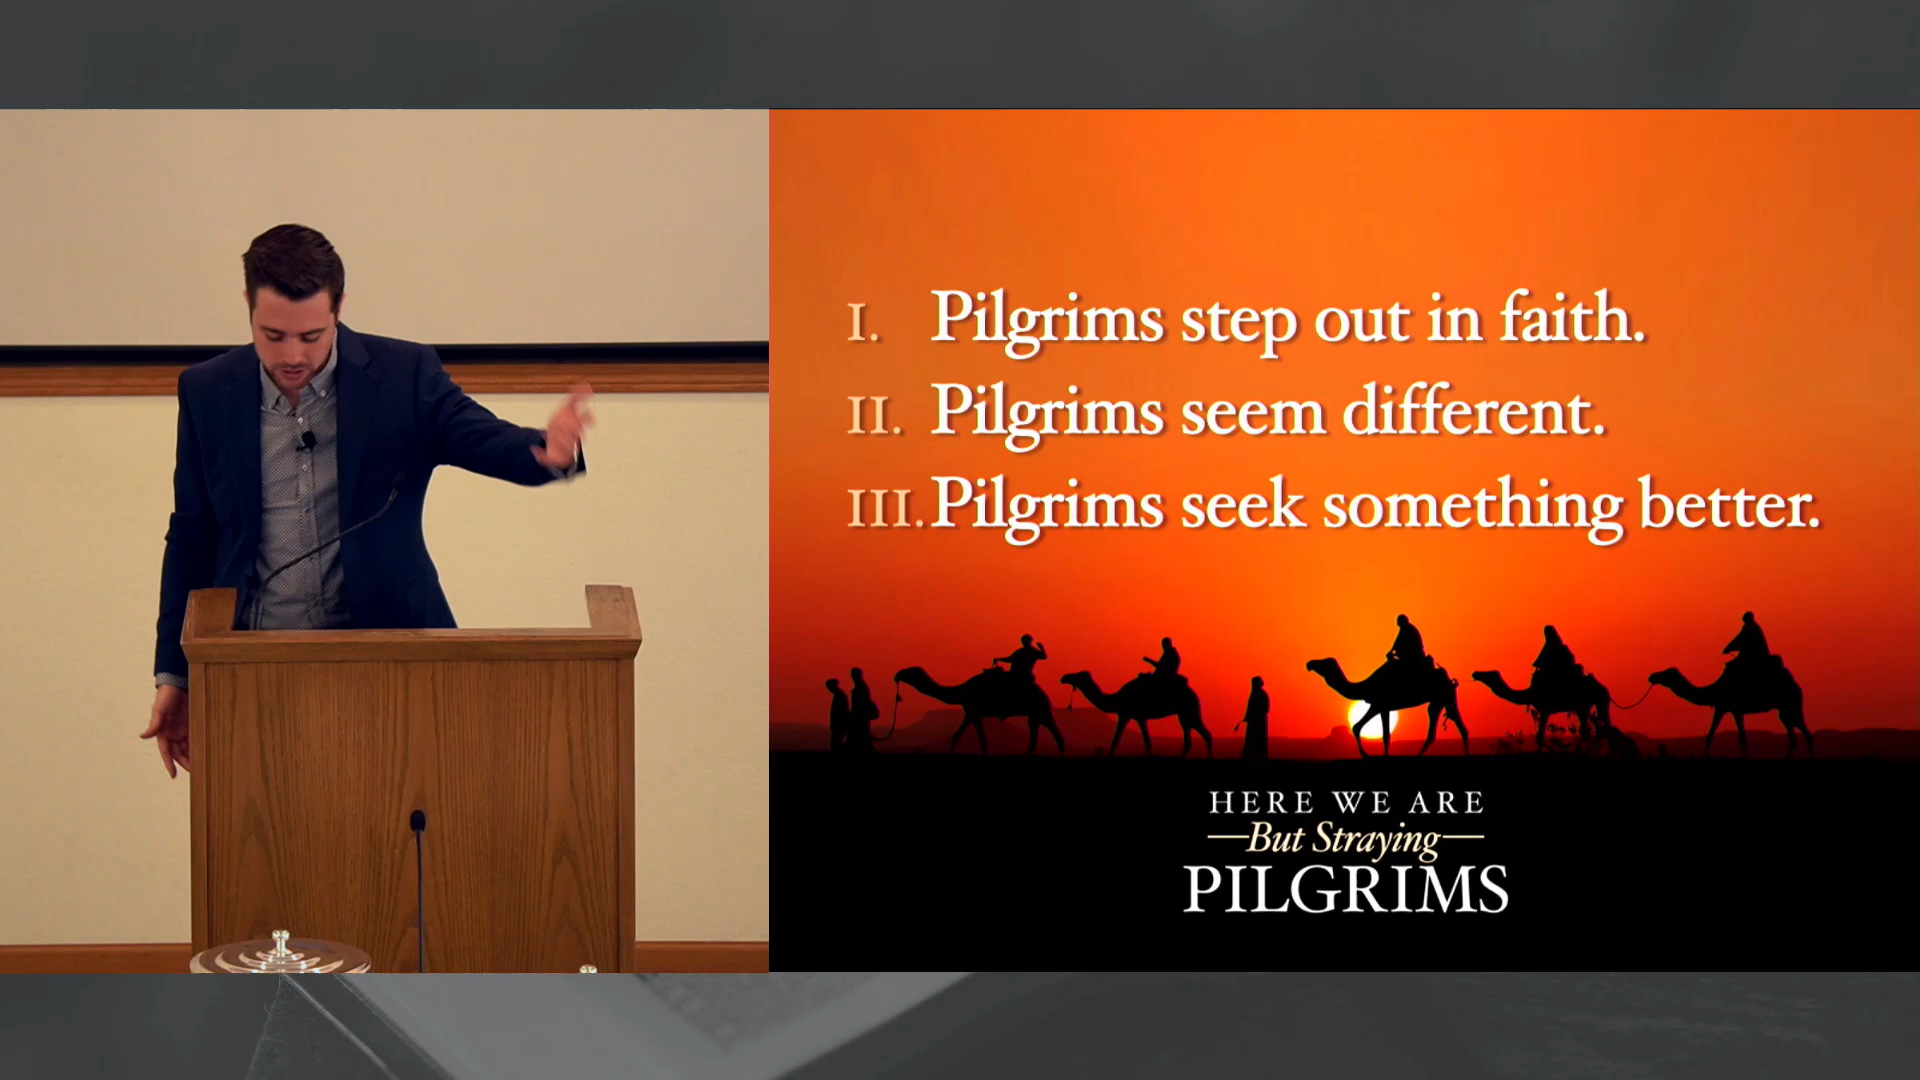 I. Pilgrims step out in faith.
II. Pilgrims seem different.
III. Pilgrims seek something better.
HERE WE ARE
—But Straying—
PILGRIMS